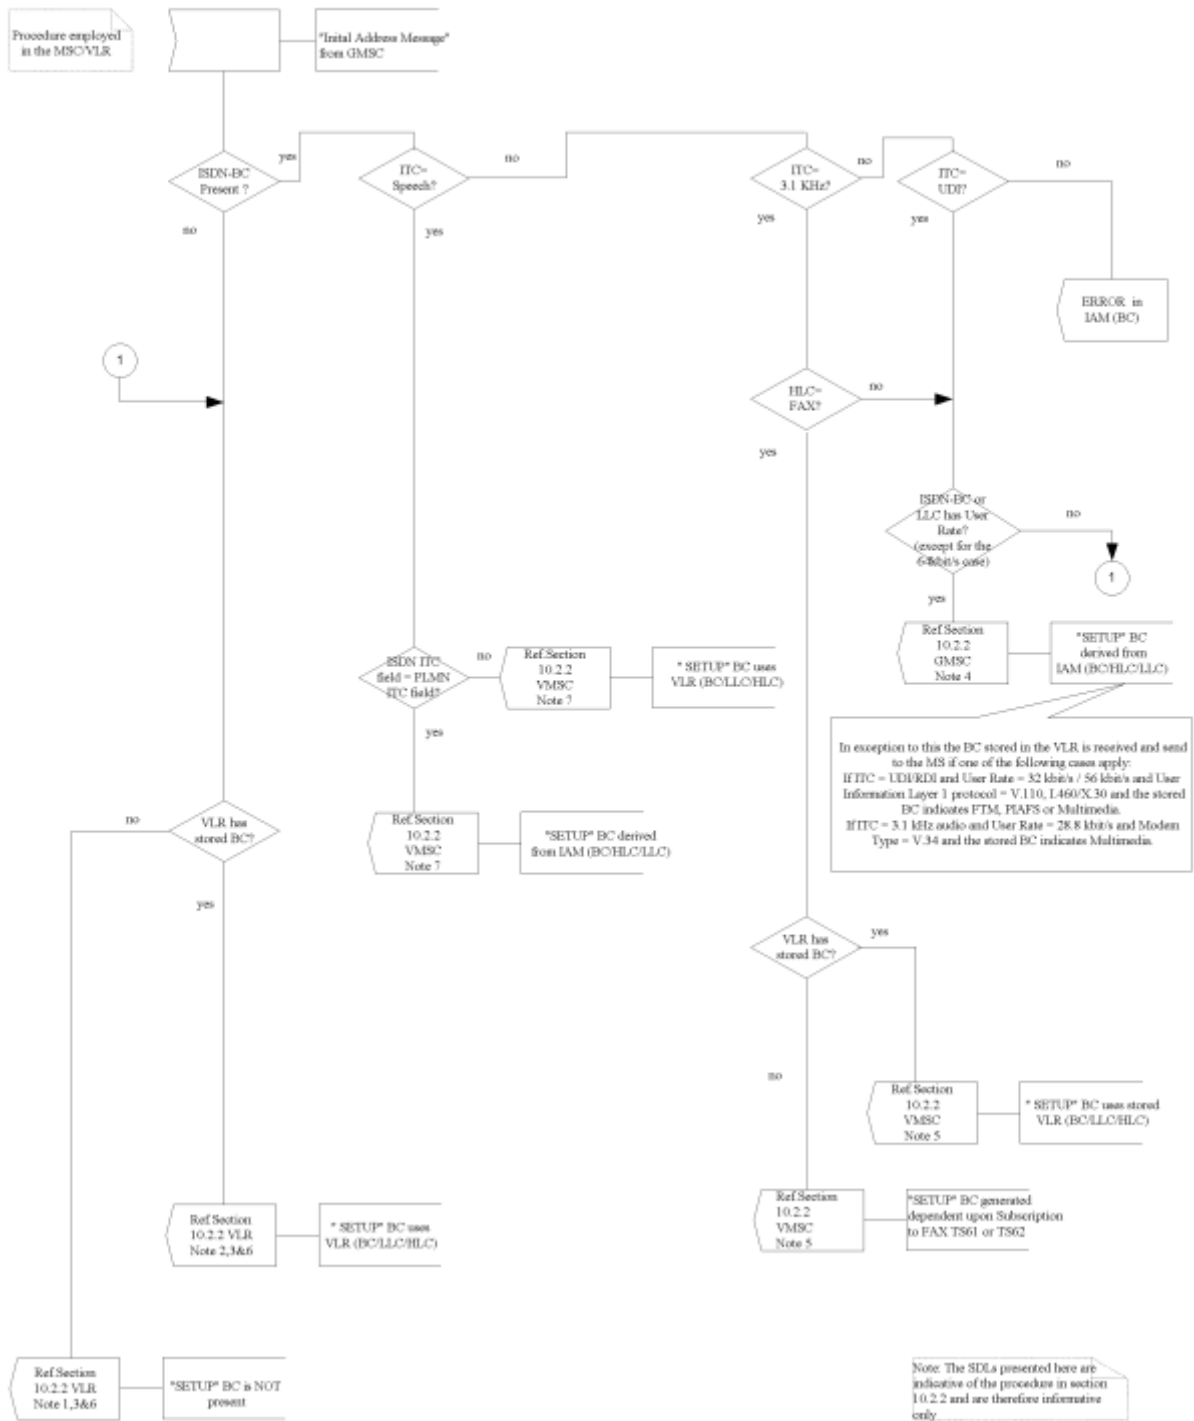 Procedure employed
in the MSC/VLR
"Inital Address Message"
from GMSC
ISDN-BC
Present ?
yes
no
ITC=
Speech?
no
yes
ITC=
3.1 KHz?
no
yes
ITC=
UDI?
no
yes
ERROR in
IAM (BC)
1
HLC=
FAX?
no
yes
ISDN-BC or
LLC has User
Rate?
(except for the
64kbit/s case)
no
yes
1
Ref.Section
10.2.2
GMSC
Note 4
"SETUP" BC
derived from
IAM (BC/HLC/LLC)
ISDN ITC
field = PLMN
ITC field?
no
yes
Ref.Section
10.2.2
VMSC
Note 7
" SETUP" BC uses
VLR (BC/LLC/HLC)
In exception to this the BC stored in the VLR is received and send
to the MS if one of the following cases apply:
If ITC = UDI/RDI and User Rate = 32 kbit/s / 56 kbit/s and User
Information Layer 1 protocol = V.110, I.460/X.30 and the stored
BC indicates FTM, PIAFS or Multimedia.
If ITC = 3.1 kHz audio and User Rate = 28.8 kbit/s and Modem
Type = V.34 and the stored BC indicates Multimedia.
VLR has
stored BC?
no
yes
Ref.Section
10.2.2
VMSC
Note 7
"SETUP" BC derived
from IAM (BC/HLC/LLC)
VLR has
stored BC?
yes
no
Ref.Section
10.2.2
VMSC
Note 5
" SETUP" BC uses stored
VLR (BC/LLC/HLC)
Ref.Section
10.2.2
VMSC
Note 5
"SETUP" BC generated
dependent upon Subscription
to FAX TS61 or TS62
Ref.Section
10.2.2 VLR
Note 2,3&6
" SETUP" BC uses
VLR (BC/LLC/HLC)
Ref.Section
10.2.2 VLR
Note 1,3&6
"SETUP" BC is NOT
present
Note: The SDLs presented here are
indicative of the procedure in section
10.2.2 and are therefore informative
only